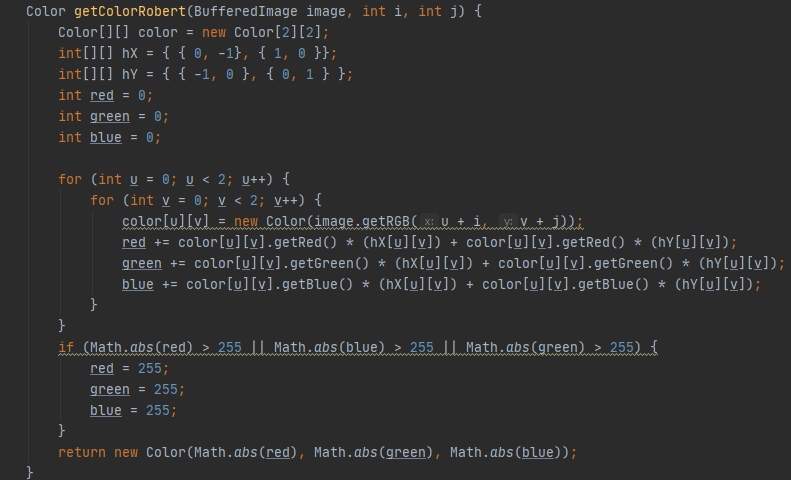 Color getColorRobert(BufferedImage image, int i, int j) {
    Color[][] color = new Color[2][2];
    int[][] hX = { { 0, -1}, { 1, 0 }};
    int[][] hY = { { -1, 0 }, { 0, 1 } };
    int red = 0;
    int green = 0;
    int blue = 0;

    for (int u = 0; u < 2; u++) {
        for (int v = 0; v < 2; v++) {
            color[u][v] = new Color(image.getRGB( x: u + i, y: v + j));
            red += color[u][v].getRed() * (hX[u][v]) + color[u][v].getRed() * (hY[u][v]);
            green += color[u][v].getGreen() * (hX[u][v]) + color[u][v].getGreen() * (hY[u][v]);
            blue += color[u][v].getBlue() * (hX[u][v]) + color[u][v].getBlue() * (hY[u][v]);
        }
    }
    if (Math.abs(red) > 255 || Math.abs(blue) > 255 || Math.abs(green) > 255) {
        red = 255;
        green = 255;
        blue = 255;
    }
    return new Color(Math.abs(red), Math.abs(green), Math.abs(blue));
}